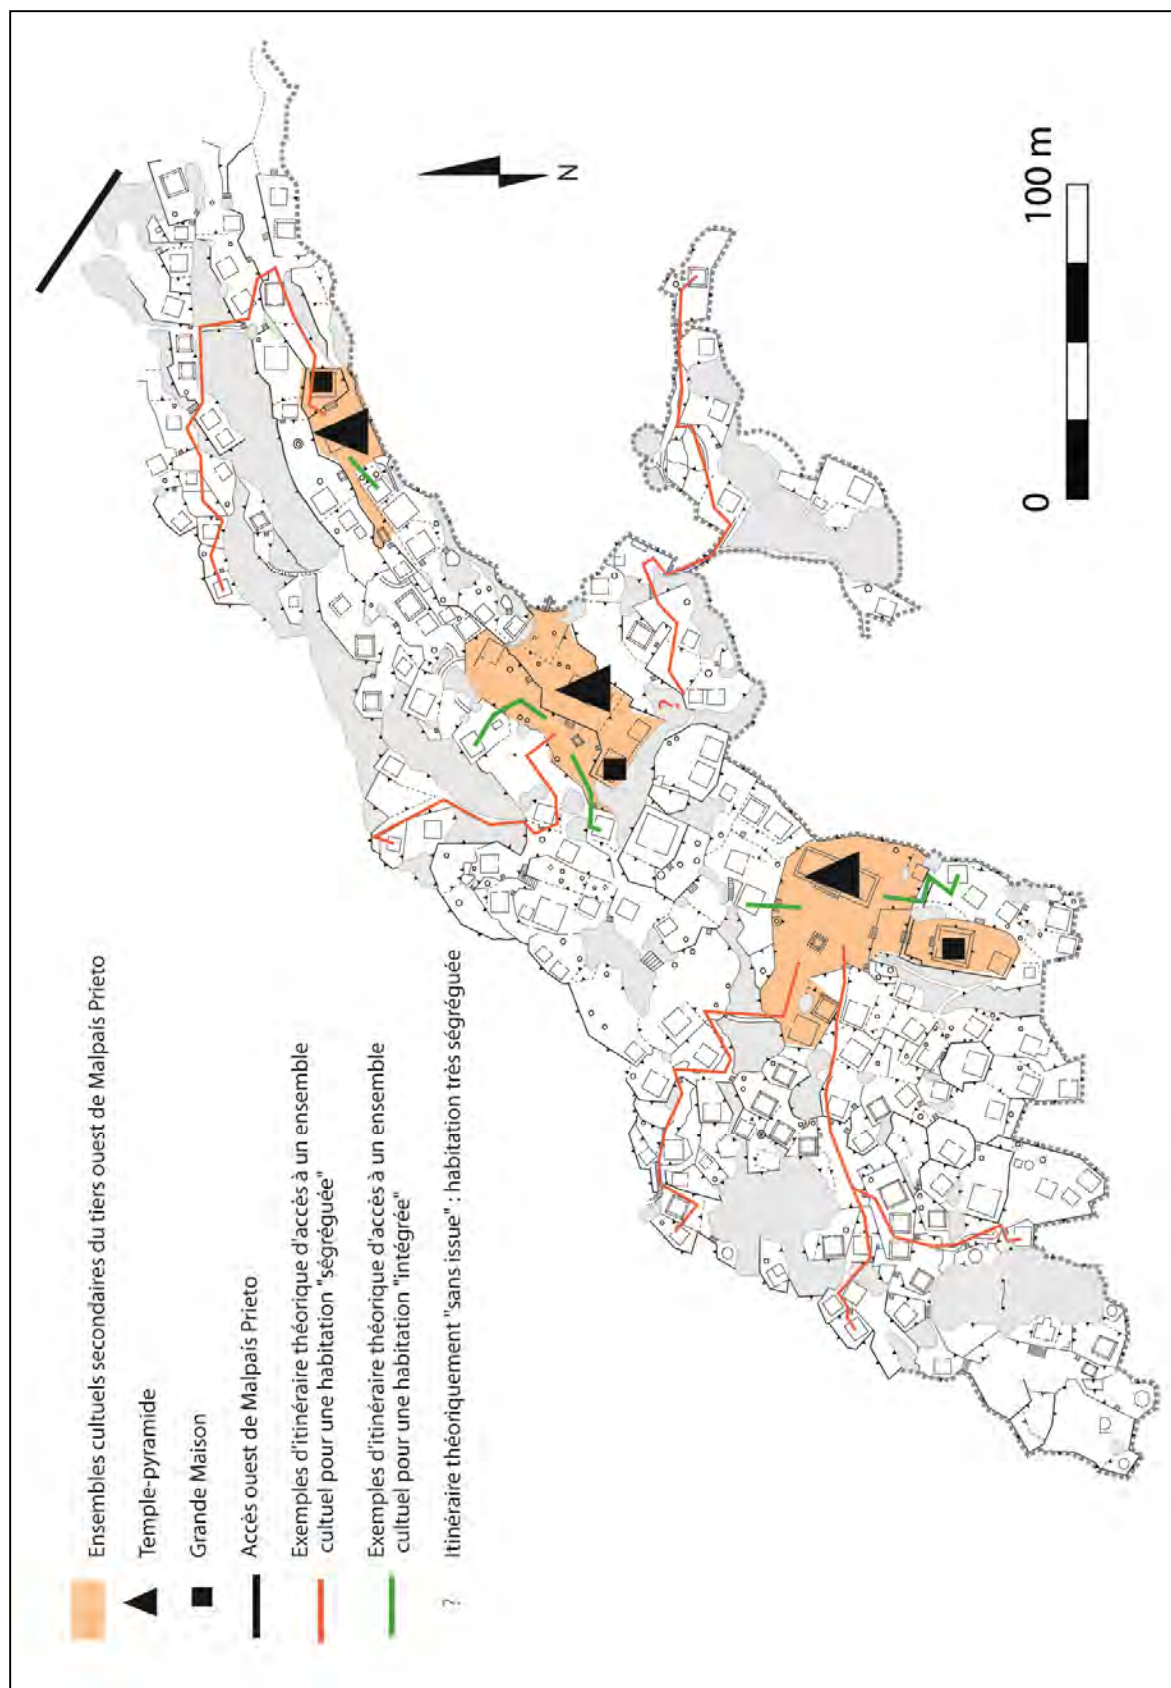 Ensembles cultuels secondaires du tiers ouest de Malpais Prieto
Temple-pyramide
Grande Maison
Accès ouest de Malpais Prieto
Exemples d'itinéraire théorique d'accès à un ensemble
cultuel pour une habitation "ségréguée"
Exemples d'itinéraire théorique d'accès à un ensemble
cultuel pour une habitation "intégrée"
? Itinéraire théoriquement "sans issue" : habitation très ségréguée
?
N
0 100 m